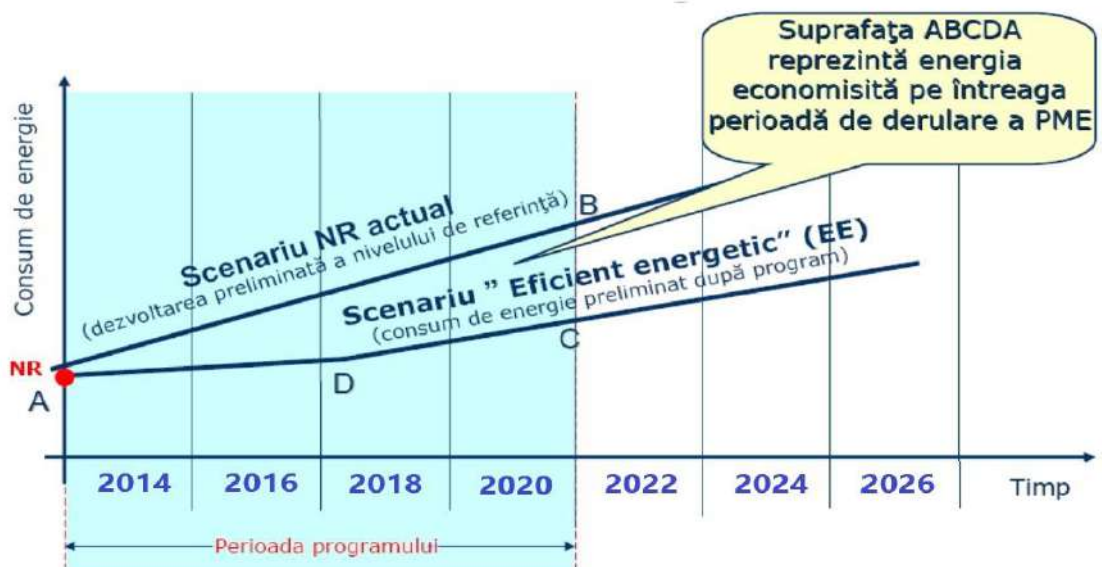 Suprafaţa ABCDA
reprezintă energia
economisită pe întreaga
perioadă de derulare a PME
Consum de energie
Scenariu NR actual
(dezvoltarea preliminată a nivelului de referinţă)
B
Scenariu ” Eficient energetic” (EE)
(consum de energie preliminat după program)
C
NR
A
D
2014 2016 2018 2020 2022 2024 2026 Timp
Perioada programului